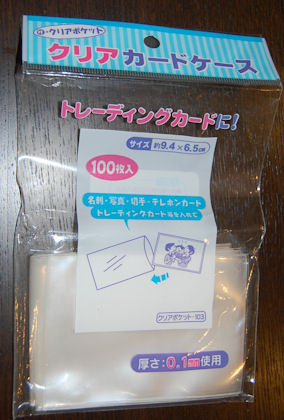 クリアポケット
クリアカードケース
トレーディングカードに!
サイズ 約9.4×6.5cm
100枚入
名刺・写真・切手・テレホンカード
トレーディングカード等を入れて
クリアポケット-103
厚さ:0.1mm使用